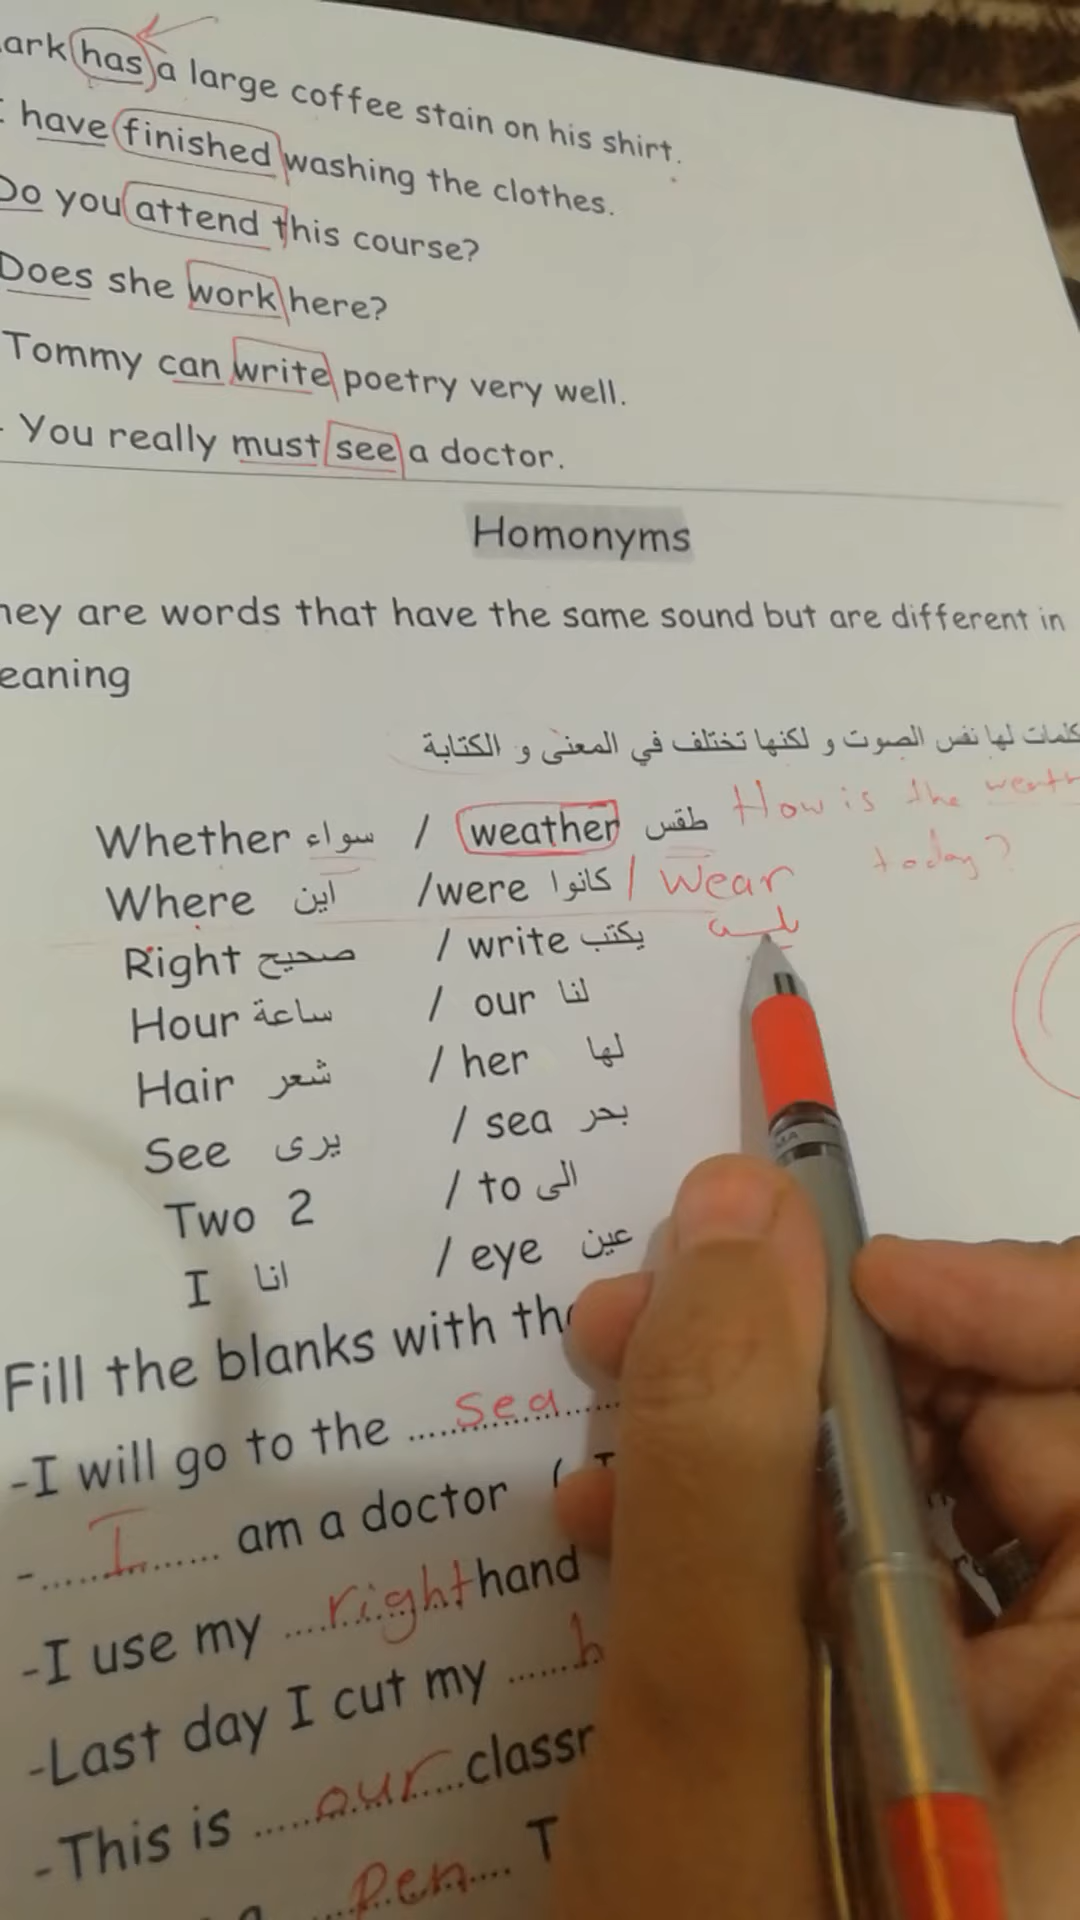 ark has a large coffee stain on his shirt.
I have finished washing the clothes.
Do you attend this course?
Does she work here?
Tommy can write poetry very well.
- You really must see a doctor.
Homonyms
hey are words that have the same sound but are different in
eaning
كلمات لها نفس الصوت و لكنها تختلف في المعنى و الكتابة
Whether سواء / weather طقس How is the weath
today?
Where اين /were كانوا / Wear
Right صحيح / write يكتب
Hour ساعة / our لنا
Hair شعر / her لها
See يرى / sea بحر
Two 2 / to الى
I انا / eye عين
Fill the blanks with the
-I will go to the ....sea....
-....I.... am a doctor (
-I use my ....right hand
-Last day I cut my ....h
-This is ....our....classr
....pen.... T